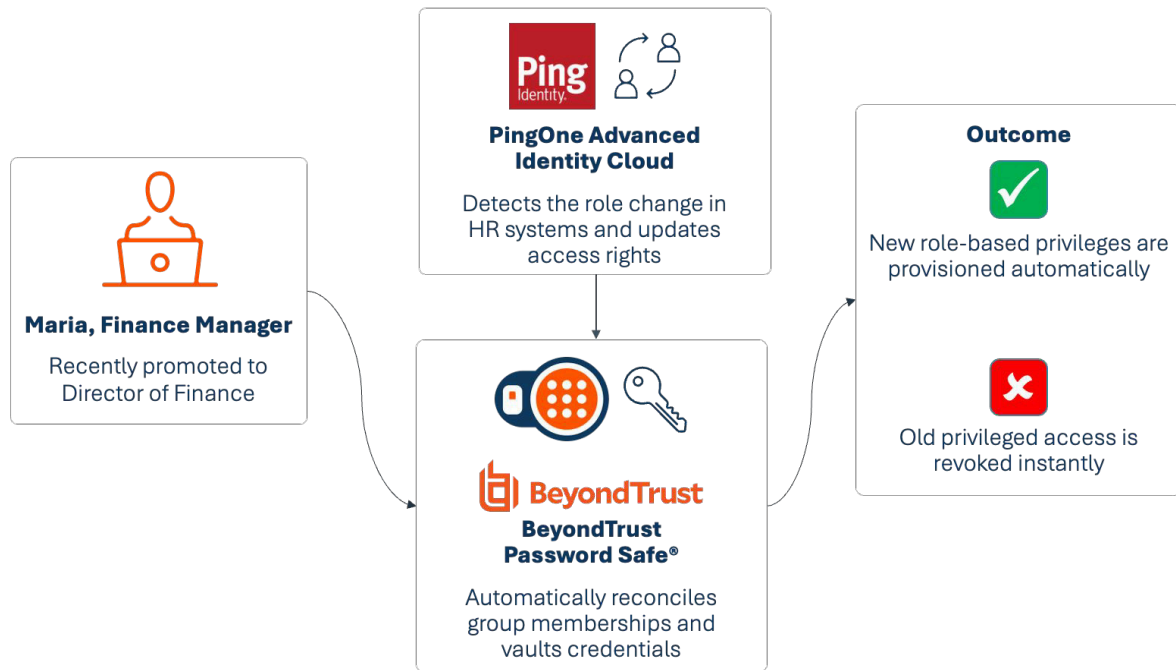 Maria, Finance Manager
Recently promoted to
Director of Finance
Ping
Identity.
PingOne Advanced
Identity Cloud
Detects the role change in
HR systems and updates
access rights
BeyondTrust
BeyondTrust
Password Safe®
Automatically reconciles
group memberships and
vaults credentials
Outcome
New role-based privileges are
provisioned automatically
Old privileged access is
revoked instantly